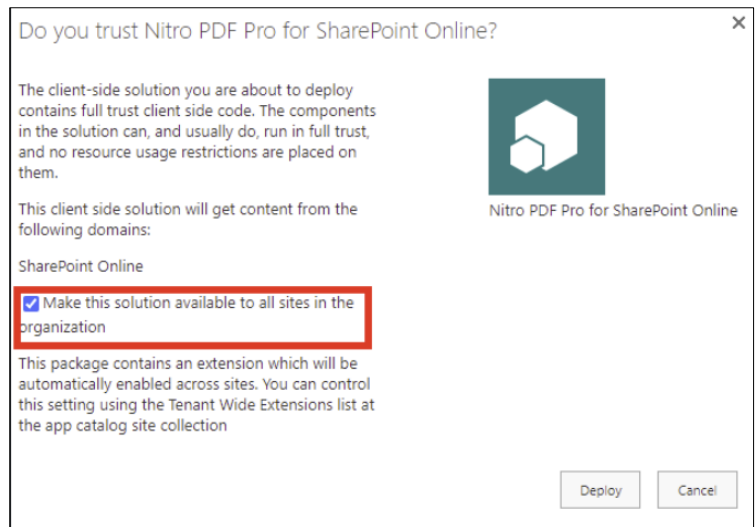 Do you trust Nitro PDF Pro for SharePoint Online?
The client-side solution you are about to deploy
contains full trust client side code. The components
in the solution can, and usually do, run in full trust,
and no resource usage restrictions are placed on
them.
This client side solution will get content from the
following domains:
SharePoint Online
Make this solution available to all sites in the
organization
This package contains an extension which will be
automatically enabled across sites. You can control
this setting using the Tenant Wide Extensions list at
the app catalog site collection
Nitro PDF Pro for SharePoint Online
Deploy
Cancel